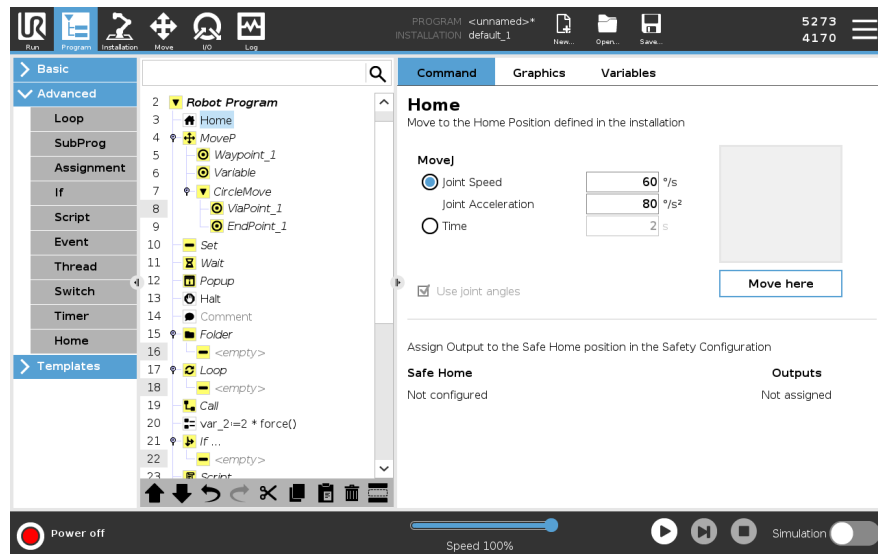 PROGRAM <unnamed>*
INSTALLATION default_1
5273
4170
Run Program Installation Move I/O Log New... Open... Save...
Basic
Advanced
Loop
SubProg
Assignment
If
Script
Event
Thread
Switch
Timer
Home
Templates
2 Robot Program
3 Home
4 MoveP
5 Waypoint_1
6 Variable
7 CircleMove
8 ViaPoint_1
9 EndPoint_1
10 Set
11 Wait
12 Popup
13 Halt
14 Comment
15 Folder
16 <empty>
17 Loop
18 <empty>
19 Call
20 var_2:=2 * force()
21 If ...
22 <empty>
23 Script
Command Graphics Variables
Home
Move to the Home Position defined in the installation
MoveJ
Joint Speed 60 °/s
Joint Acceleration 80 °/s²
Time 2 s
Use joint angles
Move here
Assign Output to the Safe Home position in the Safety Configuration
Safe Home Outputs
Not configured Not assigned
Power off
Speed 100%
Simulation